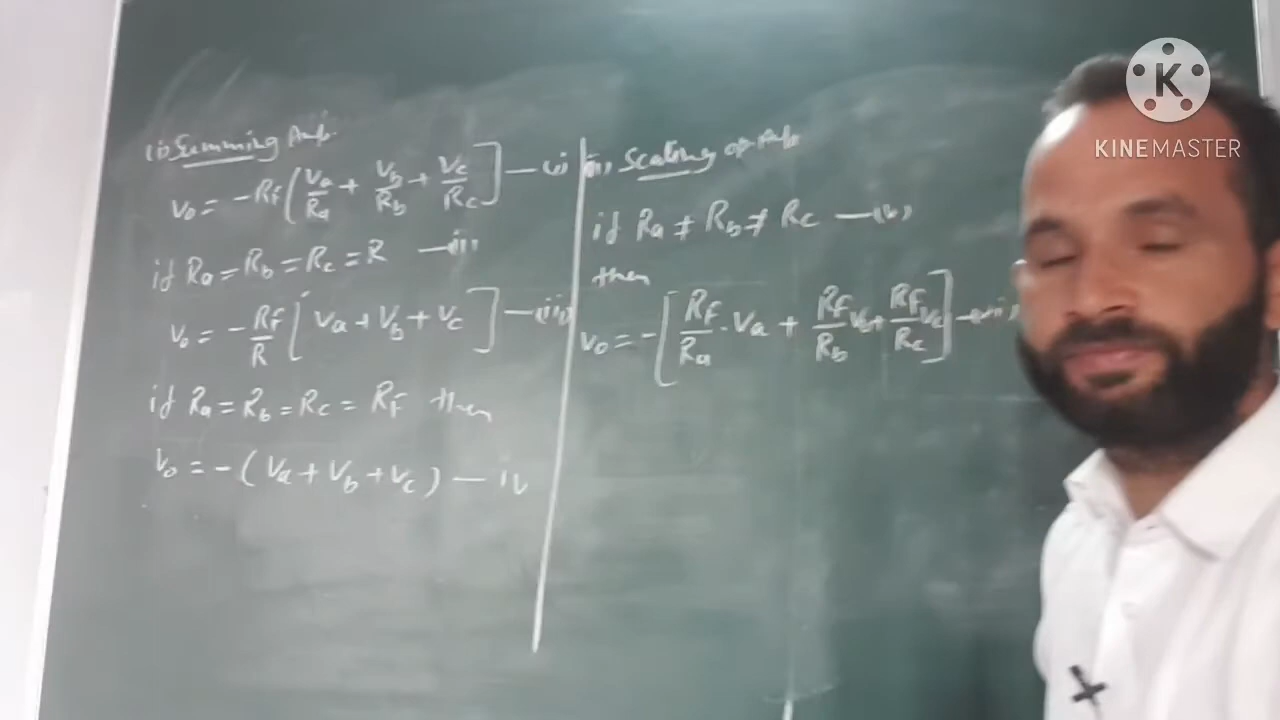 (i) Summing Amp.
V₀ = -RF [Va/Ra + Vb/Rb + Vc/Rc] —(i)
if Ra = Rb = Rc = R —(ii)
V₀ = -RF/R [Va + Vb + Vc] —(iii)
if Ra = Rb = Rc = RF then
V₀ = -(Va + Vb + Vc) — iv
Scaling op Amp
if Ra ≠ Rb ≠ Rc —(v)
then
V₀ = -[RF/Ra · Va + RF/Rb Vb + RF/Rc Vc]
K
KINEMASTER